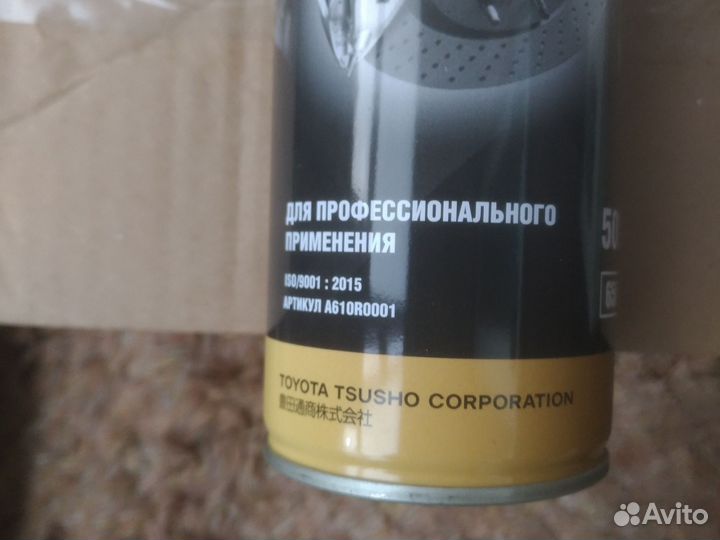 ДЛЯ ПРОФЕССИОНАЛЬНОГО
ПРИМЕНЕНИЯ
ISO/9001 : 2015
АРТИКУЛ A610R0001
50
TOYOTA TSUSHO CORPORATION
豊田通商株式会社
Avito